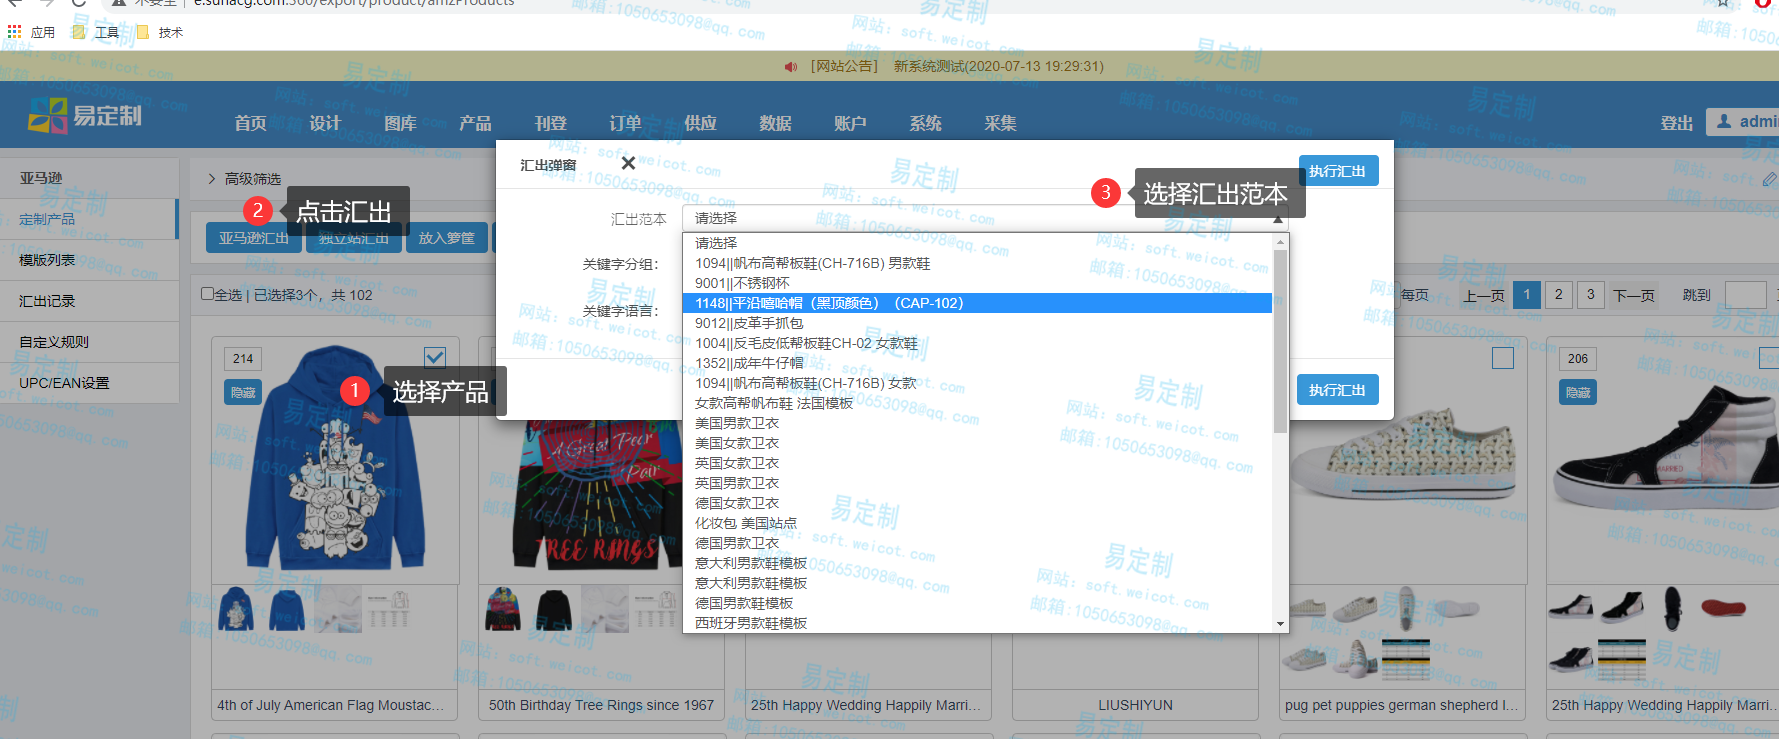 不安全 | e.sunacg.com:360/export/product/amzProducts
应用 工具 技术
[网站公告] 新系统测试(2020-07-13 19:29:31)
易定制
首页 设计 图库 产品 刊登 订单 供应 数据 账户 系统 采集
登出 admi
亚马逊
定制产品
模版列表
汇出记录
自定义规则
UPC/EAN设置
高级筛选
2 点击汇出
亚马逊汇出 独立站汇出 放入箩筐
全选 | 已选择3个，共 102
每页 上一页 1 2 3 下一页 跳到
汇出弹窗 ✕
执行汇出
3 选择汇出范本
汇出范本 请选择
关键字分组：
关键字语言：
请选择
1094||帆布高帮板鞋(CH-716B) 男款鞋
9001||不锈钢杯
1148||平沿嘻哈帽（黑顶颜色）（CAP-102）
9012||皮革手抓包
1004||反毛皮低帮板鞋CH-02 女款鞋
1352||成年牛仔帽
1094||帆布高帮板鞋(CH-716B) 女款
女款高帮帆布鞋 法国模板
美国男款卫衣
美国女款卫衣
英国女款卫衣
英国男款卫衣
德国女款卫衣
化妆包 美国站点
德国男款卫衣
意大利男款鞋模板
意大利男款鞋模板
德国男款鞋模板
西班牙男款鞋模板
执行汇出
214
隐藏
1 选择产品
206
隐藏
A Great Pear
Pair
TREE RINGS
4th of July American Flag Moustac...
50th Birthday Tree Rings since 1967
25th Happy Wedding Happily Marri...
LIUSHIYUN
pug pet puppies german shepherd l...
25th Happy Wedding Happily Marri...
易定制
网站: soft.weicot.com
邮箱:1050653098@qq.com